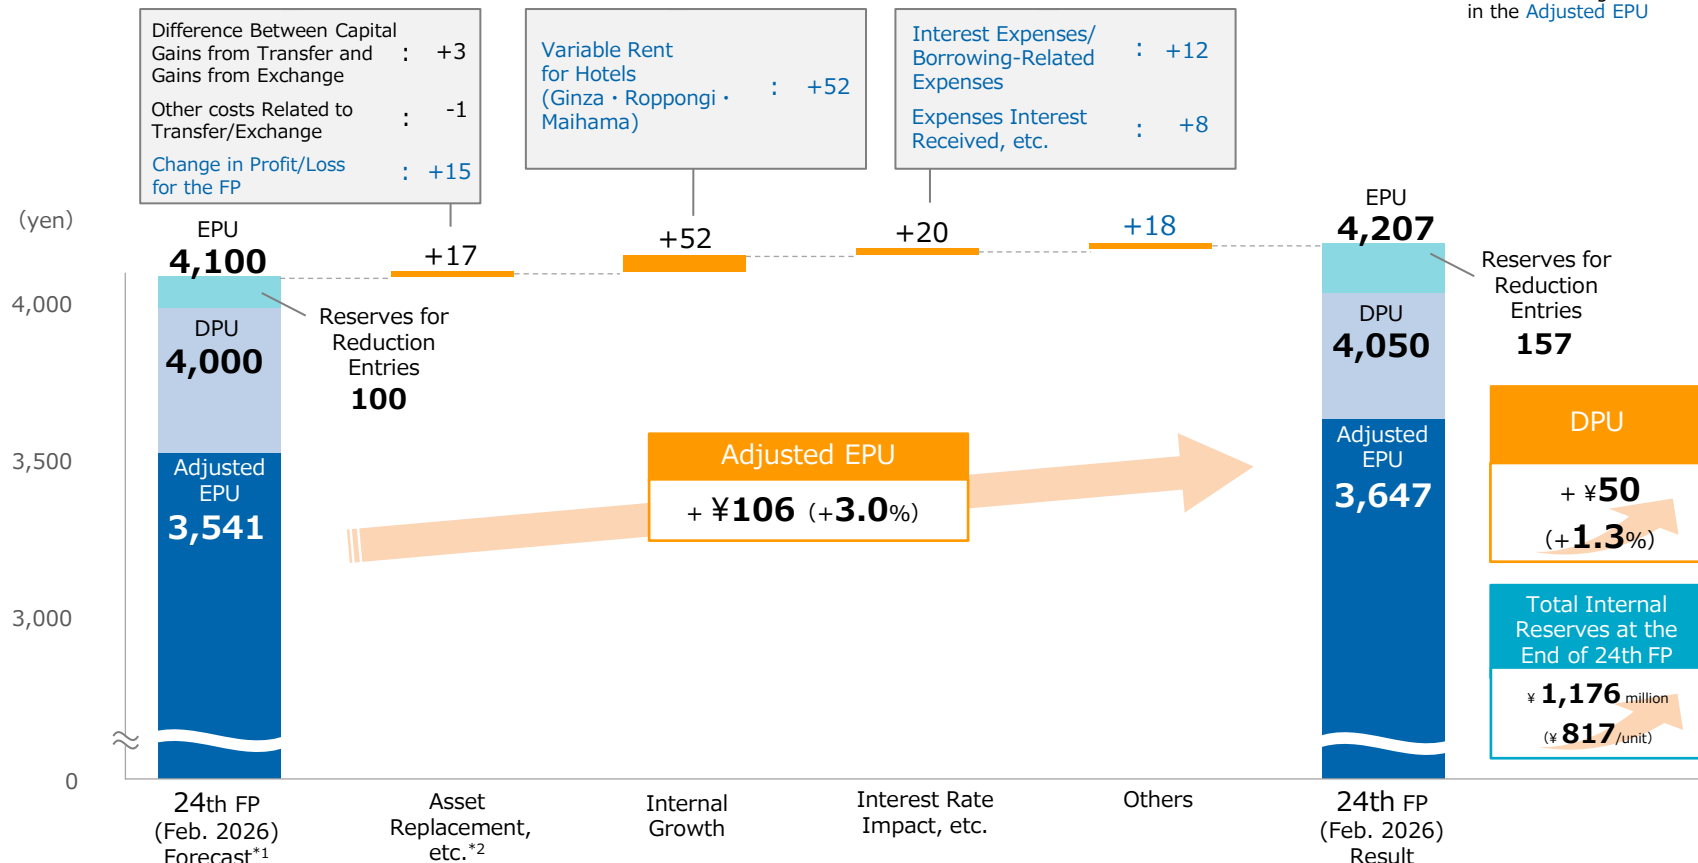 in the Adjusted EPU
Difference Between Capital
Gains from Transfer and
Gains from Exchange
: +3
Other costs Related to
Transfer/Exchange
: -1
Change in Profit/Loss
for the FP
: +15
Variable Rent
for Hotels
(Ginza・Roppongi・
Maihama)
: +52
Interest Expenses/
Borrowing-Related
Expenses
: +12
Expenses Interest
Received, etc.
: +8
(yen)
4,000
3,500
3,000
0
EPU
4,100
Reserves for
Reduction
Entries
100
DPU
4,000
Adjusted
EPU
3,541
+17
+52
+20
+18
Adjusted EPU
+ ¥106 (+3.0%)
EPU
4,207
Reserves for
Reduction
Entries
157
DPU
4,050
Adjusted
EPU
3,647
DPU
+ ¥50
(+1.3%)
Total Internal
Reserves at the
End of 24th FP
¥ 1,176 million
(¥ 817/unit)
24th FP
(Feb. 2026)
Forecast*1
Asset
Replacement,
etc.*2
Internal
Growth
Interest Rate
Impact, etc.
Others
24th FP
(Feb. 2026)
Result